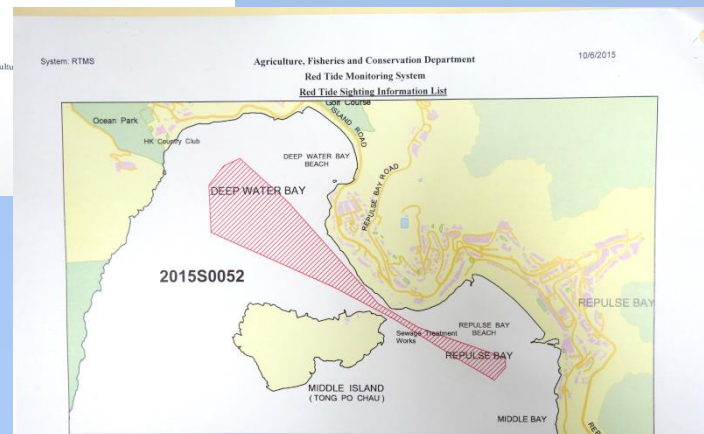 System: RTMS
Agriculture, Fisheries and Conservation Department
10/6/2015
Red Tide Monitoring System
Red Tide Sighting Information List
Golf Course
Ocean Park
ISLAND ROAD
HK Country Club
DEEP WATER BAY
BEACH
DEEP WATER BAY
REPULSE BAY ROAD
2015S0052
REPULSE BAY
REPULSE BAY
BEACH
Sewage Treatment
Works
REPULSE BAY
MIDDLE ISLAND
( TONG PO CHAU )
MIDDLE BAY